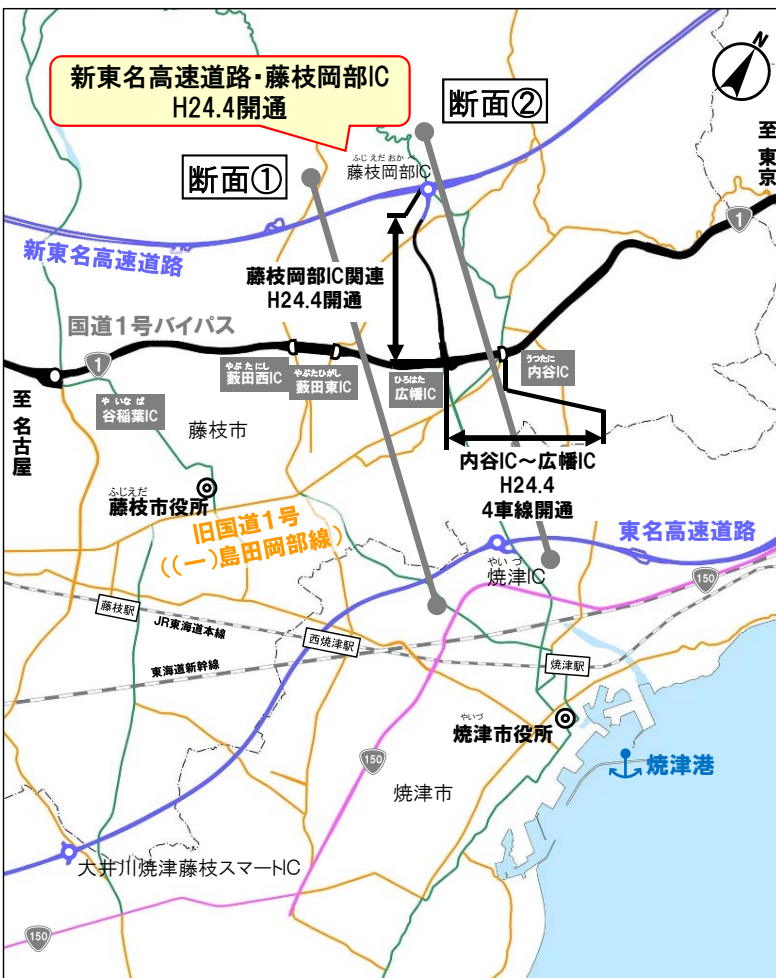 新東名高速道路・藤枝岡部IC
H24.4開通
断面②
断面①
N
至 東京
ふじえだおかべ
藤枝岡部IC
1
新東名高速道路
藤枝岡部IC関連
H24.4開通
国道1号バイパス
1
やぶたにし
薮田西IC
やぶたひがし
薮田東IC
ひろはた
広幡IC
うつたに
内谷IC
やいなば
谷稲葉IC
至 名古屋
藤枝市
内谷IC~広幡IC
H24.4
4車線開通
ふじえだ
藤枝市役所
旧国道1号
((一)島田岡部線)
東名高速道路
やいづ
焼津IC
150
藤枝駅
JR東海道本線
西焼津駅
東海道新幹線
焼津駅
やいづ
焼津市役所
150
焼津港
焼津市
大井川焼津藤枝スマートIC
150